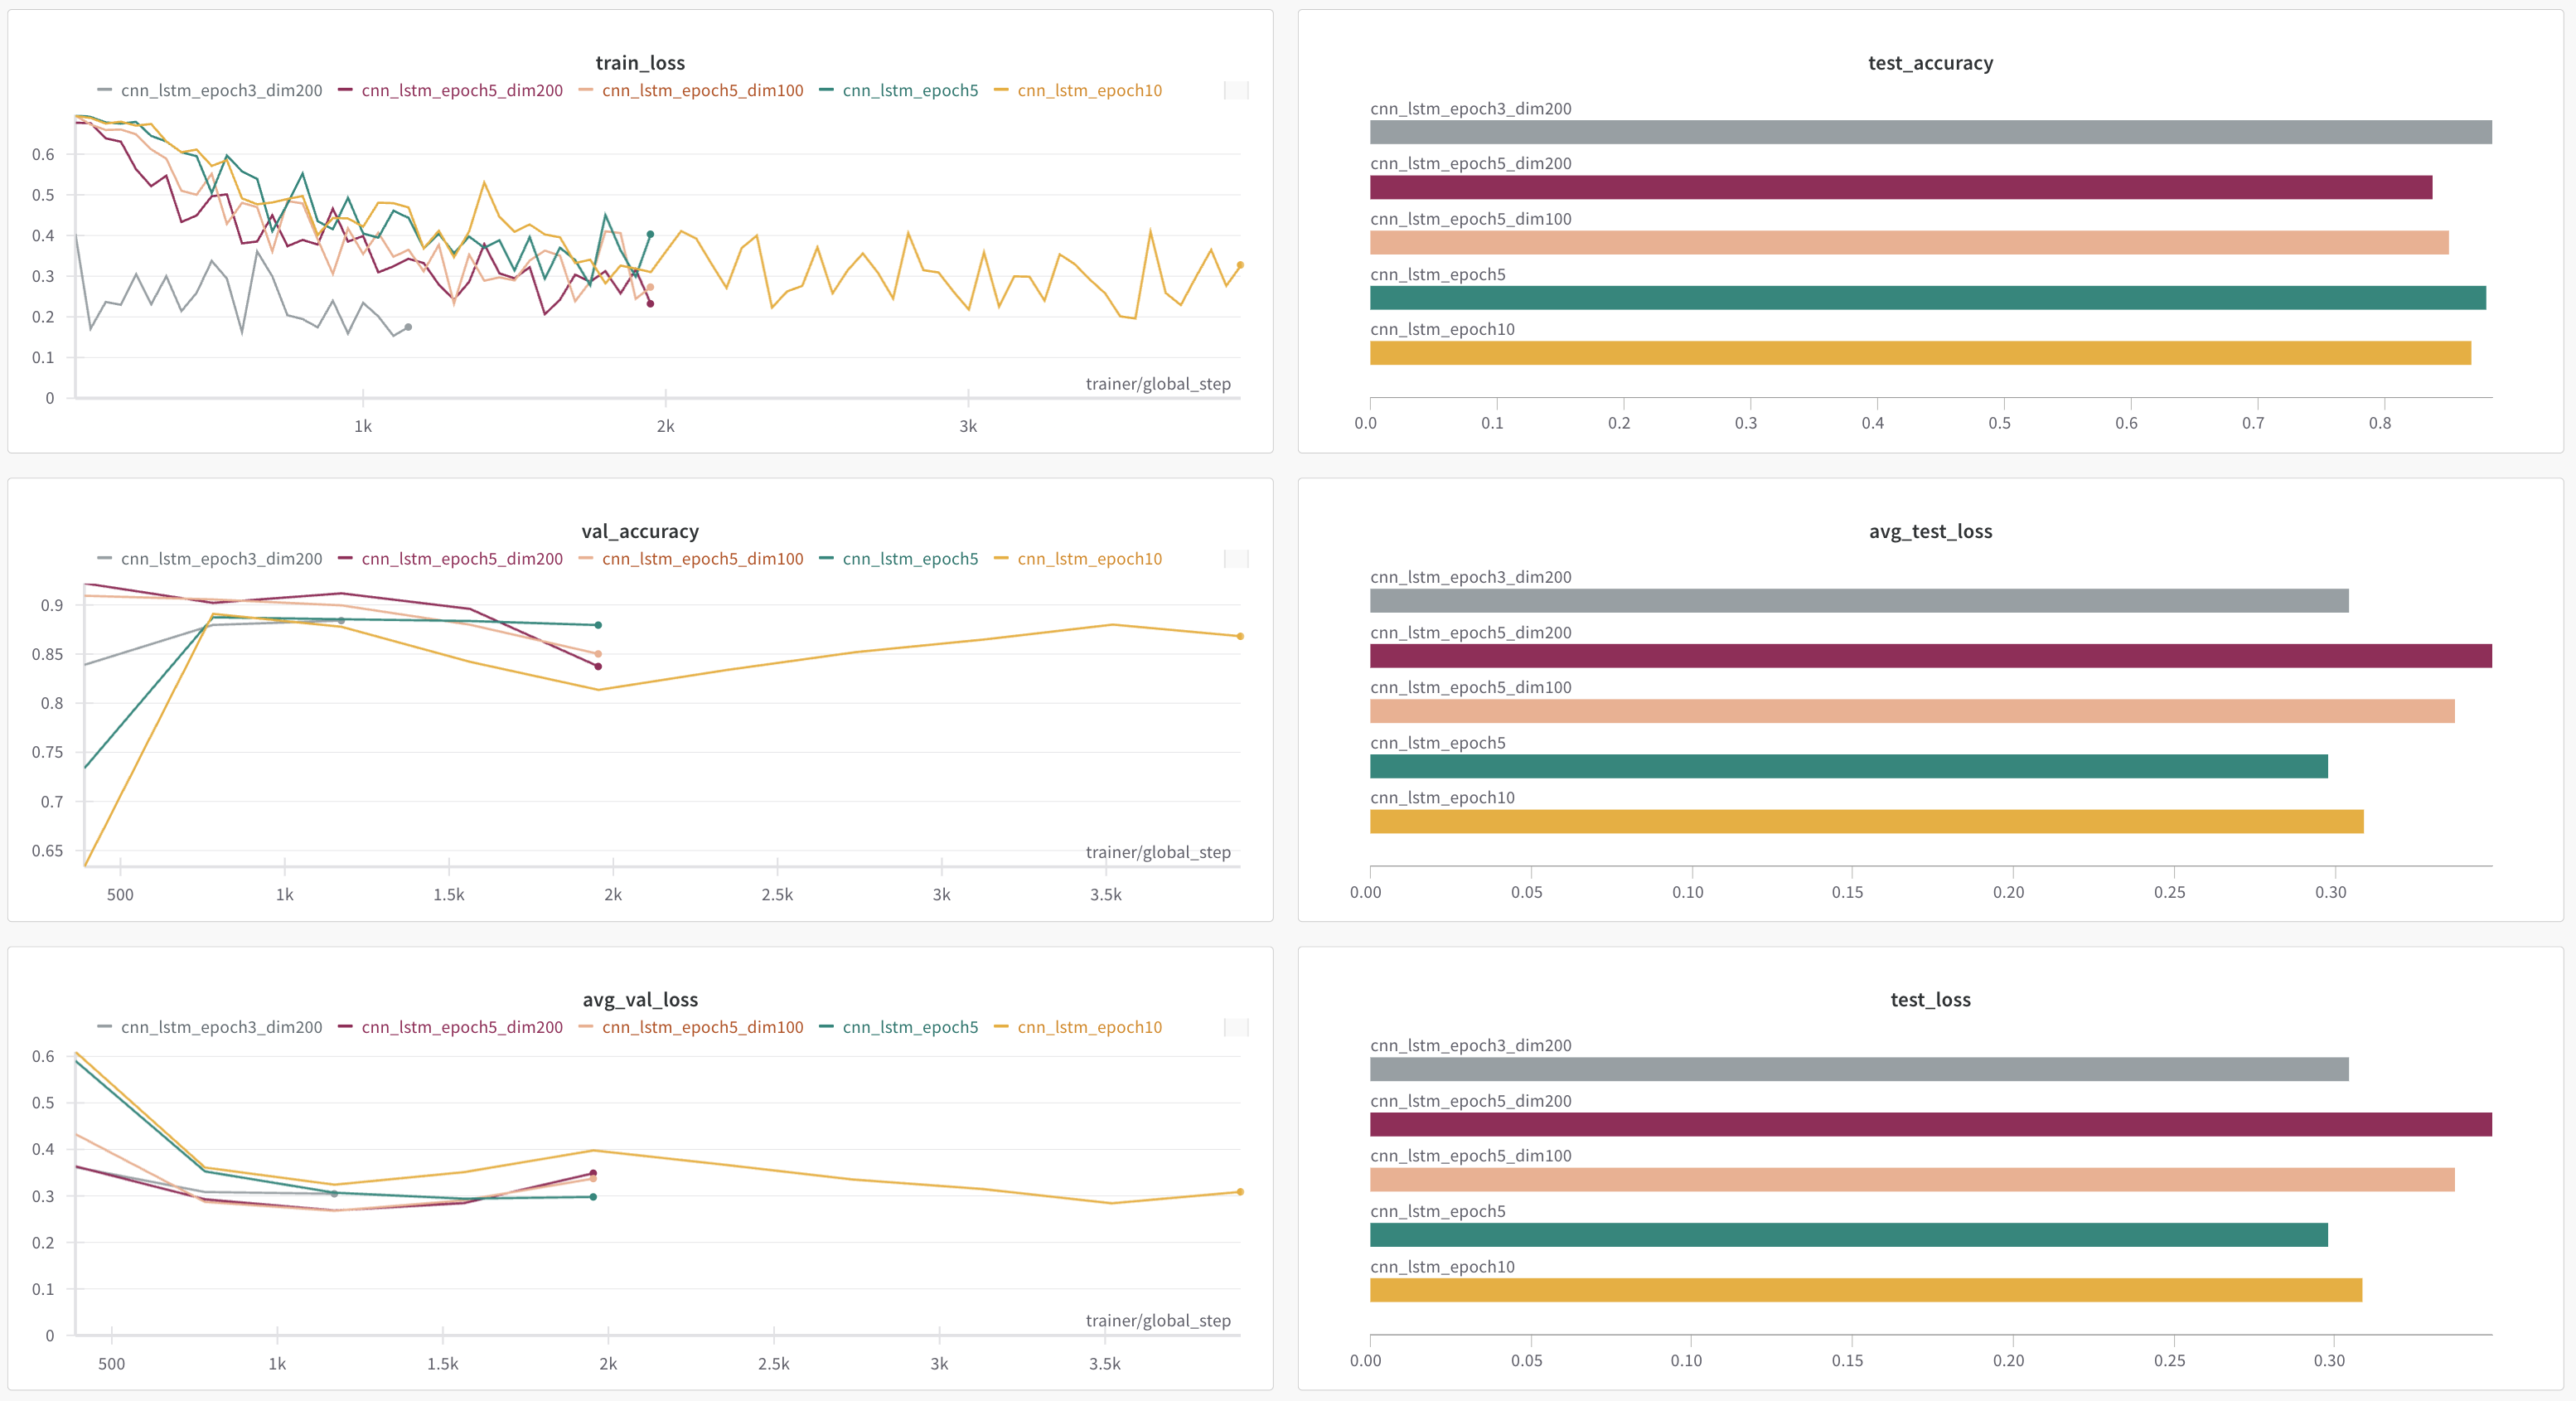 train_loss
cnn_lstm_epoch3_dim200 cnn_lstm_epoch5_dim200 cnn_lstm_epoch5_dim100 cnn_lstm_epoch5 cnn_lstm_epoch10
0.6
0.5
0.4
0.3
0.2
0.1
0
trainer/global_step
1k 2k 3k
test_accuracy
cnn_lstm_epoch3_dim200
cnn_lstm_epoch5_dim200
cnn_lstm_epoch5_dim100
cnn_lstm_epoch5
cnn_lstm_epoch10
0.0 0.1 0.2 0.3 0.4 0.5 0.6 0.7 0.8
val_accuracy
cnn_lstm_epoch3_dim200 cnn_lstm_epoch5_dim200 cnn_lstm_epoch5_dim100 cnn_lstm_epoch5 cnn_lstm_epoch10
0.9
0.85
0.8
0.75
0.7
0.65
trainer/global_step
500 1k 1.5k 2k 2.5k 3k 3.5k
avg_test_loss
cnn_lstm_epoch3_dim200
cnn_lstm_epoch5_dim200
cnn_lstm_epoch5_dim100
cnn_lstm_epoch5
cnn_lstm_epoch10
0.00 0.05 0.10 0.15 0.20 0.25 0.30
avg_val_loss
cnn_lstm_epoch3_dim200 cnn_lstm_epoch5_dim200 cnn_lstm_epoch5_dim100 cnn_lstm_epoch5 cnn_lstm_epoch10
0.6
0.5
0.4
0.3
0.2
0.1
0
trainer/global_step
500 1k 1.5k 2k 2.5k 3k 3.5k
test_loss
cnn_lstm_epoch3_dim200
cnn_lstm_epoch5_dim200
cnn_lstm_epoch5_dim100
cnn_lstm_epoch5
cnn_lstm_epoch10
0.00 0.05 0.10 0.15 0.20 0.25 0.30